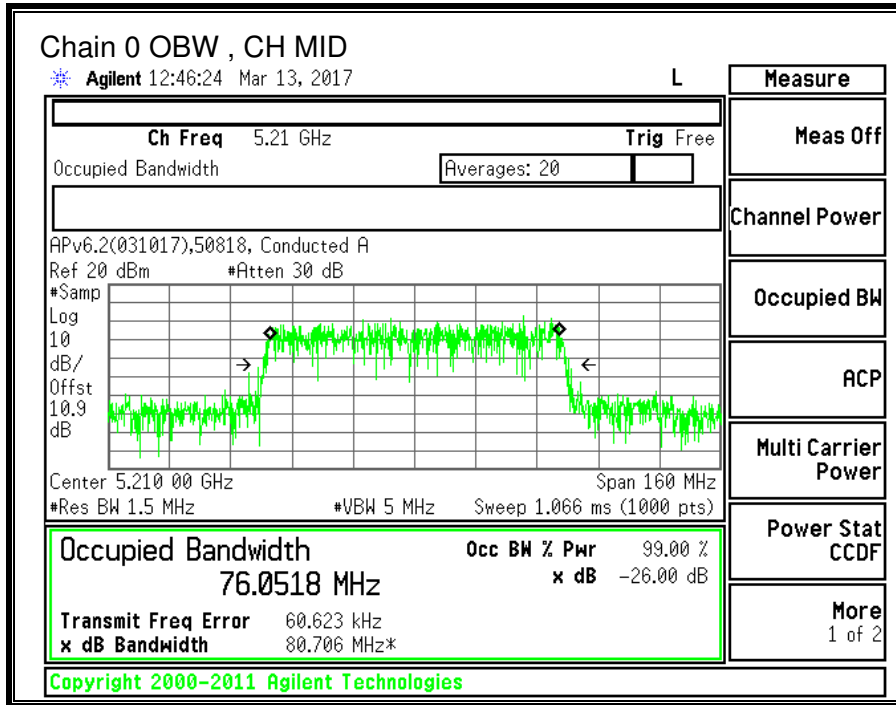 Chain 0 OBW , CH MID
Agilent 12:46:24 Mar 13, 2017 L
Measure
Ch Freq 5.21 GHz Trig Free
Meas Off
Occupied Bandwidth Averages: 20
Channel Power
APv6.2(031017),50818, Conducted A
Ref 20 dBm #Atten 30 dB
#Samp
Log
10
dB/
Offst
10.9
dB
Occupied BW
ACP
Center 5.210 00 GHz Span 160 MHz
#Res BW 1.5 MHz #VBW 5 MHz Sweep 1.066 ms (1000 pts)
Multi Carrier
Power
Occupied Bandwidth Occ BW % Pwr 99.00 %
76.0518 MHz x dB -26.00 dB
Transmit Freq Error 60.623 kHz
x dB Bandwidth 80.706 MHz*
Power Stat
CCDF
More
1 of 2
Copyright 2000-2011 Agilent Technologies